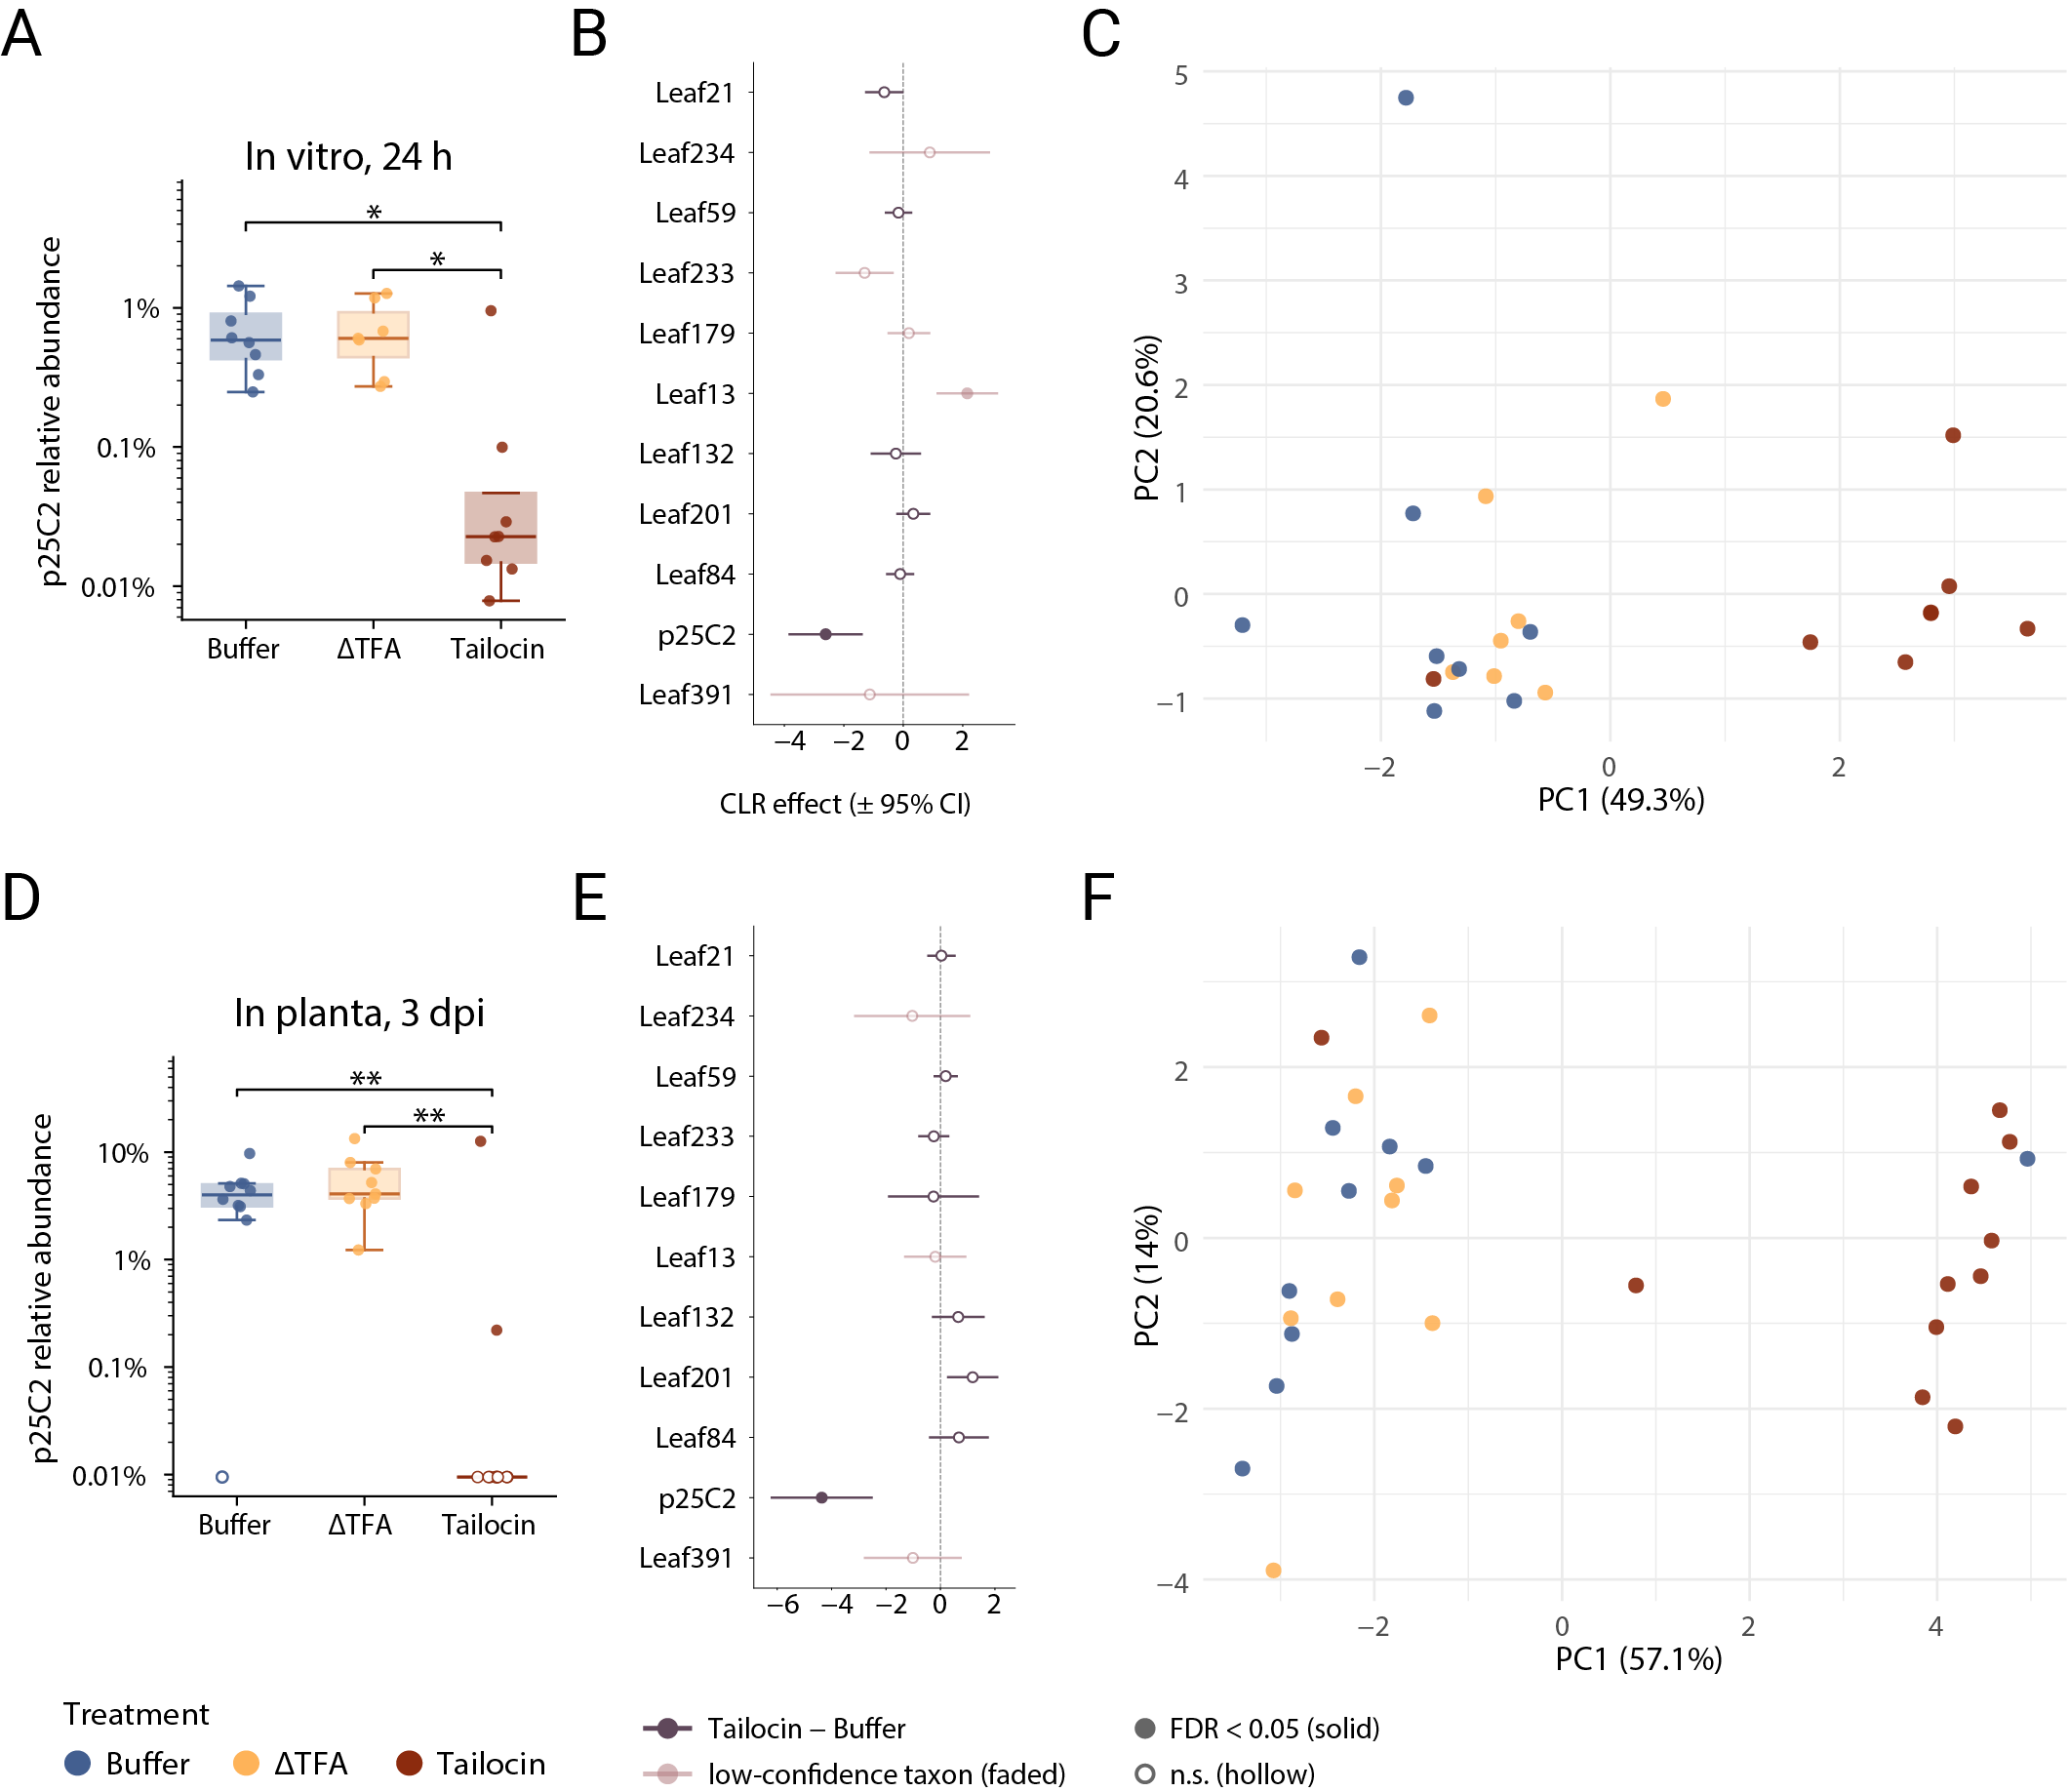 A
B
C
In vitro, 24 h
p25C2 relative abundance
1%
0.1%
0.01%
*
*
Buffer
ΔTFA
Tailocin
Leaf21
Leaf234
Leaf59
Leaf233
Leaf179
Leaf13
Leaf132
Leaf201
Leaf84
p25C2
Leaf391
−4
−2
0
2
CLR effect (± 95% CI)
PC2 (20.6%)
5
4
3
2
1
0
−1
−2
0
2
PC1 (49.3%)
D
E
F
In planta, 3 dpi
p25C2 relative abundance
10%
1%
0.1%
0.01%
**
**
Buffer
ΔTFA
Tailocin
Leaf21
Leaf234
Leaf59
Leaf233
Leaf179
Leaf13
Leaf132
Leaf201
Leaf84
p25C2
Leaf391
−6
−4
−2
0
2
PC2 (14%)
2
0
−2
−4
−2
0
2
4
PC1 (57.1%)
Treatment
Buffer
ΔTFA
Tailocin
Tailocin − Buffer
low-confidence taxon (faded)
FDR < 0.05 (solid)
n.s. (hollow)